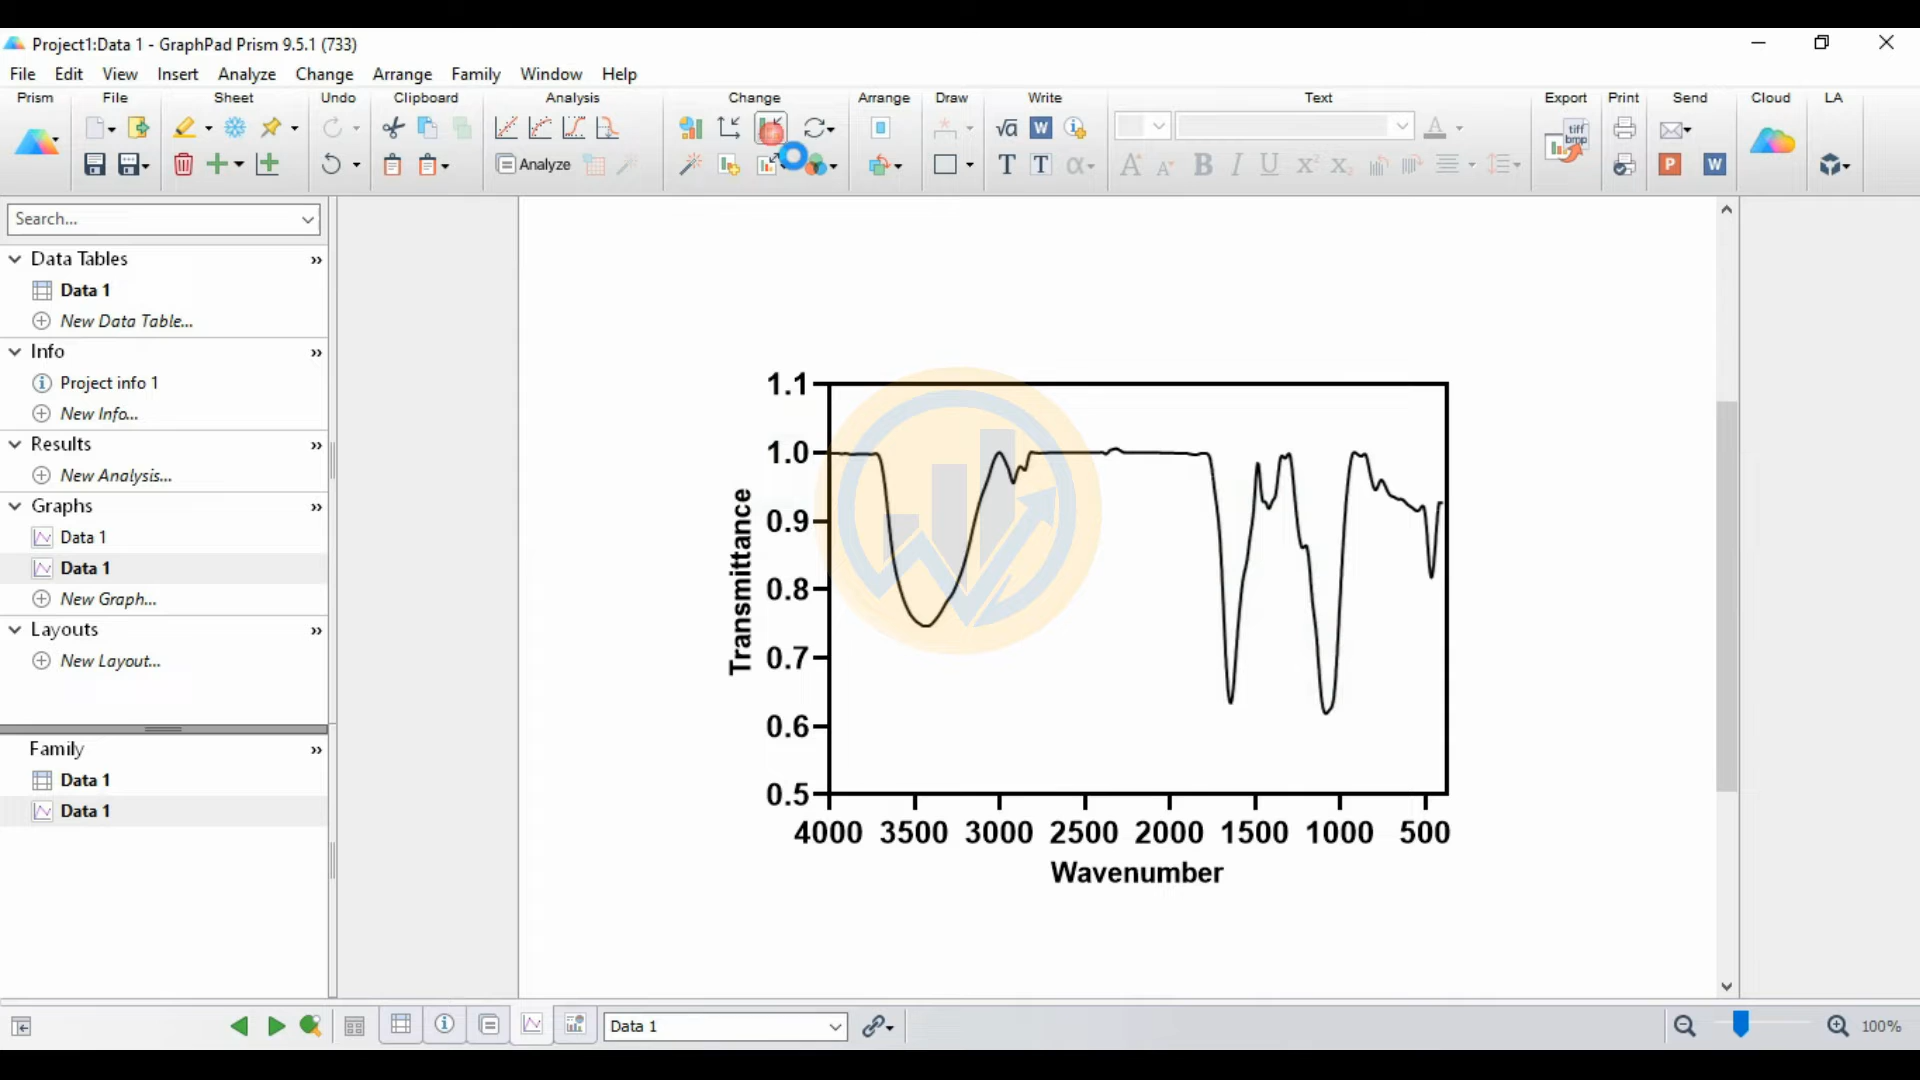 Project1:Data 1 - GraphPad Prism 9.5.1 (733)
File Edit View Insert Analyze Change Arrange Family Window Help
Prism File Sheet Undo Clipboard Analysis Change Arrange Draw Write Text Export Print Send Cloud LA
Analyze
tiff
bmp
Search...
Data Tables
Data 1
New Data Table...
Info
Project info 1
New Info...
Results
New Analysis...
Graphs
Data 1
Data 1
New Graph...
Layouts
New Layout...
Family
Data 1
Data 1
1.1
1.0
0.9
0.8
0.7
0.6
0.5
Transmittance
4000 3500 3000 2500 2000 1500 1000 500
Wavenumber
Data 1
100%